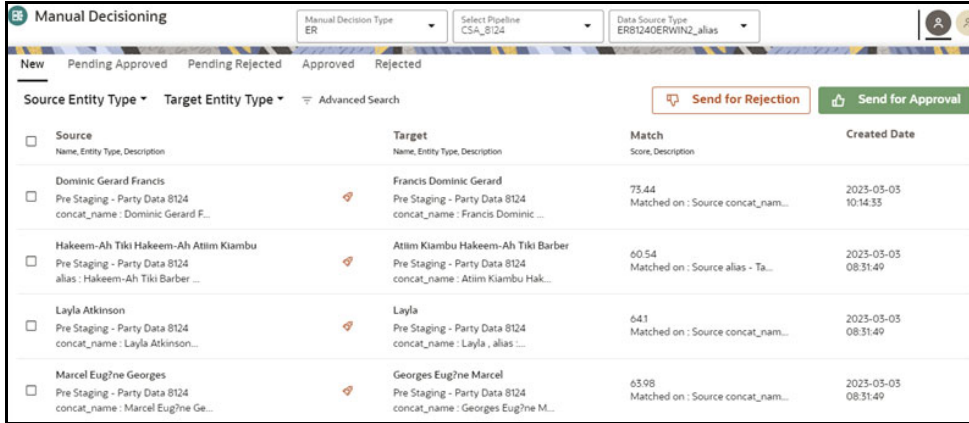 Manual Decisioning
Manual Decision Type
ER
Select Pipeline
CSA_8124
Data Source Type
ER81240ERWIN2_alias
New Pending Approved Pending Rejected Approved Rejected
Source Entity Type Target Entity Type Advanced Search Send for Rejection Send for Approval
Source Target Match Created Date
Name, Entity Type, Description Name, Entity Type, Description Score, Description
Dominic Gerard Francis
Pre Staging - Party Data 8124
concat_name : Dominic Gerard F...
Francis Dominic Gerard
Pre Staging - Party Data 8124
concat_name : Francis Dominic ...
73.44
Matched on : Source concat_nam...
2023-03-03
10:14:33
Hakeem-Ah Tiki Hakeem-Ah Atiim Kiambu
Pre Staging - Party Data 8124
alias : Hakeem-Ah Tiki Barber ...
Atiim Kiambu Hakeem-Ah Tiki Barber
Pre Staging - Party Data 8124
concat_name : Atiim Kiambu Hak...
60.54
Matched on : Source alias - Ta...
2023-03-03
08:31:49
Layla Atkinson
Pre Staging - Party Data 8124
concat_name : Layla Atkinson...
Layla
Pre Staging - Party Data 8124
concat_name : Layla , alias :...
64.1
Matched on : Source concat_nam...
2023-03-03
08:31:49
Marcel Eug?ne Georges
Pre Staging - Party Data 8124
concat_name : Marcel Eug?ne Ge...
Georges Eug?ne Marcel
Pre Staging - Party Data 8124
concat_name : Georges Eug?ne M...
63.98
Matched on : Source concat_nam...
2023-03-03
08:31:49